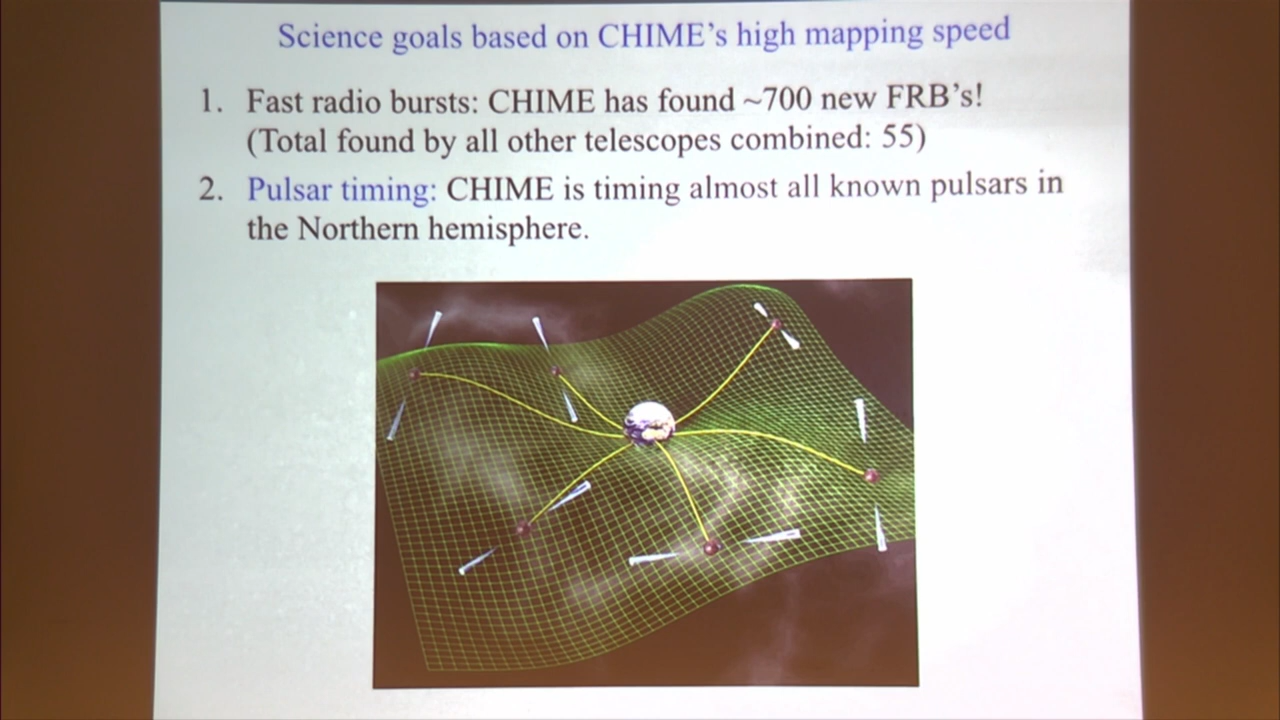 Science goals based on CHIME's high mapping speed
1. Fast radio bursts: CHIME has found ~700 new FRB's!
(Total found by all other telescopes combined: 55)
2. Pulsar timing: CHIME is timing almost all known pulsars in
the Northern hemisphere.